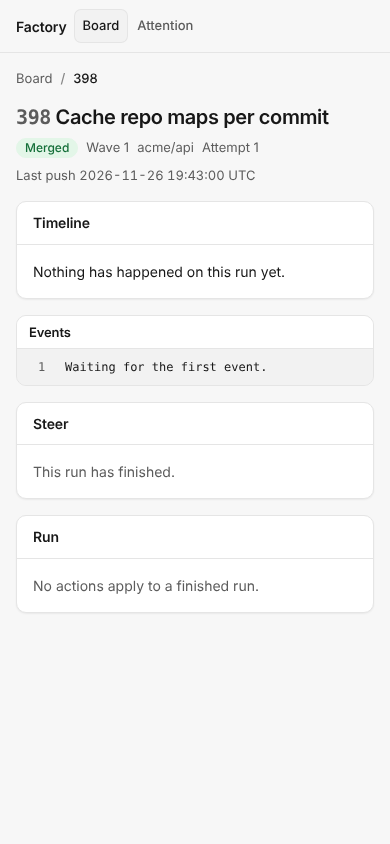 Factory Board Attention
Board / 398
398 Cache repo maps per commit
Merged Wave 1 acme/api Attempt 1
Last push 2026-11-26 19:43:00 UTC
Timeline
Nothing has happened on this run yet.
Events
1 Waiting for the first event.
Steer
This run has finished.
Run
No actions apply to a finished run.